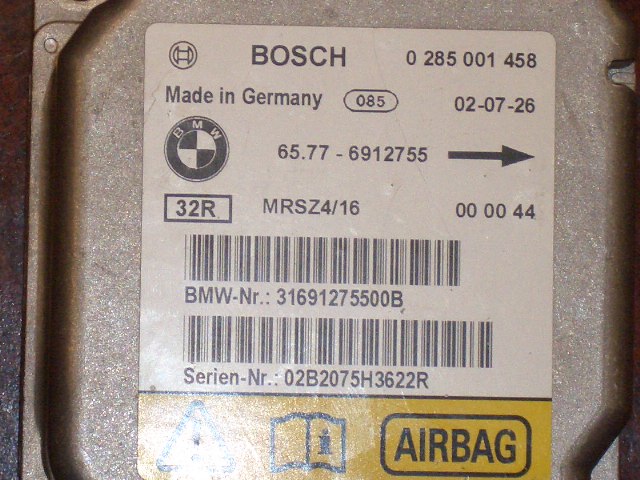 BOSCH 0 285 001 458
Made in Germany 085 02-07-26
BMW 65.77 - 6912755
32R MRSZ4/16 00 00 44
BMW-Nr.: 31691275500B
Serien-Nr.: 02B2075H3622R
i AIRBAG